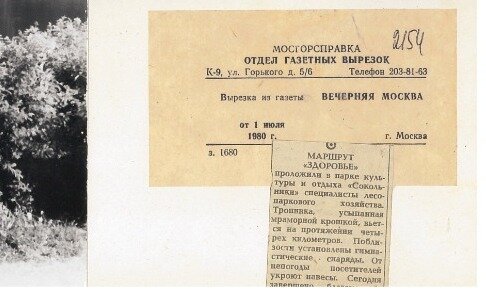 2154
МОСГОРСПРАВКА
ОТДЕЛ ГАЗЕТНЫХ ВЫРЕЗОК
К-9, ул. Горького д. 5/6 Телефон 203-81-63
Вырезка из газеты ВЕЧЕРНЯЯ МОСКВА
от 1 июля
1980 г. г. Москва
з. 1680
МАРШРУТ
«ЗДОРОВЬЕ»
проложили в парке куль-
туры и отдыха «Соколь-
ники» специалисты лесо-
паркового хозяйства.
Тропинка, усыпанная
мраморной крошкой, вьет-
ся на протяжении четы-
рех километров. Побли-
зости установлены гимна-
стические снаряды. От
непогоды посетителей
укроют навесы. Сегодня
завершено